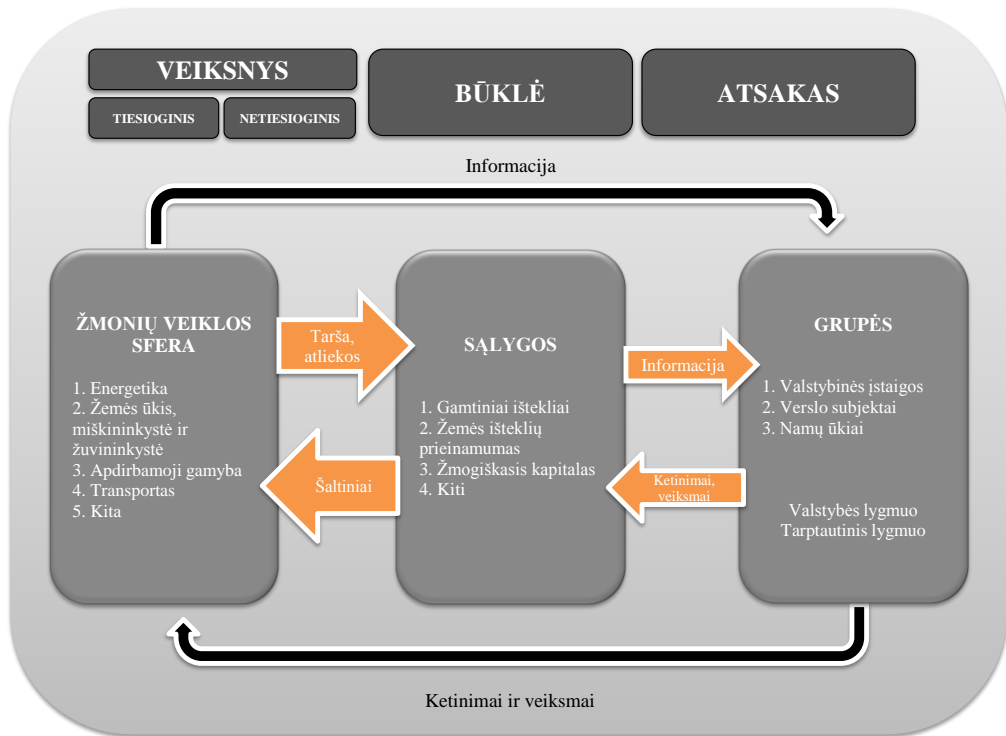 VEIKSNYS
TIESIOGINIS
NETIESIOGINIS
BŪKLĖ
ATSAKAS
Informacija
ŽMONIŲ VEIKLOS
SFERA
1. Energetika
2. Žemės ūkis,
miškininkystė ir
žuvininkystė
3. Apdirbamoji gamyba
4. Transportas
5. Kita
Tarša,
atliekos
Šaltiniai
SĄLYGOS
1. Gamtiniai ištekliai
2. Žemės išteklių
prieinamumas
3. Žmogiškasis kapitalas
4. Kiti
Informacija
Ketinimai,
veiksmai
GRUPĖS
1. Valstybinės įstaigos
2. Verslo subjektai
3. Namų ūkiai
Valstybės lygmuo
Tarptautinis lygmuo
Ketinimai ir veiksmai